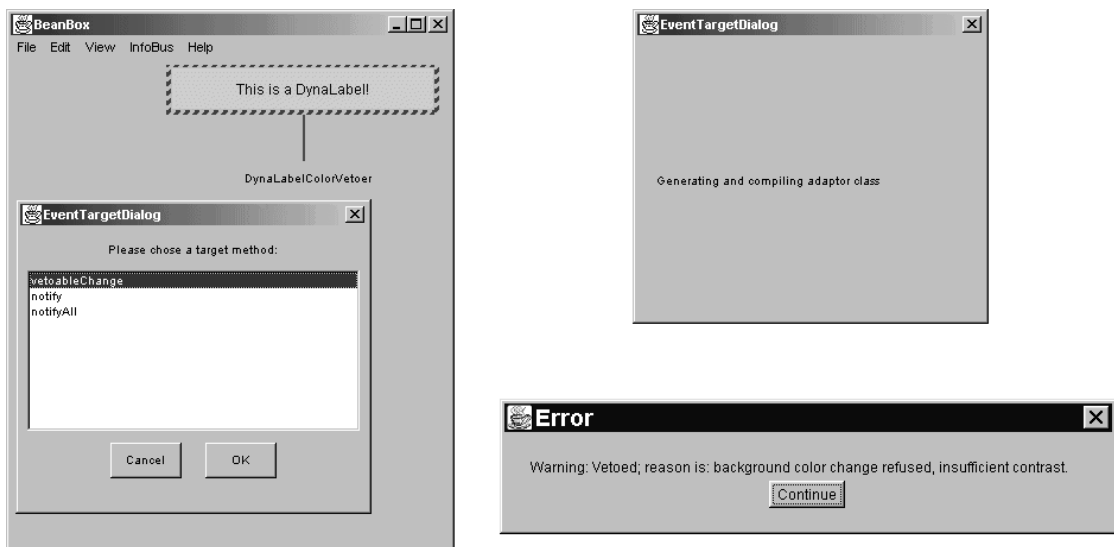 BeanBox
File Edit View InfoBus Help
This is a DynaLabel!
DynaLabelColorVetoer
EventTargetDialog
Please chose a target method:
vetoableChange
notify
notifyAll
Cancel OK
EventTargetDialog
Generating and compiling adaptor class
Error
Warning: Vetoed; reason is: background color change refused, insufficient contrast.
Continue